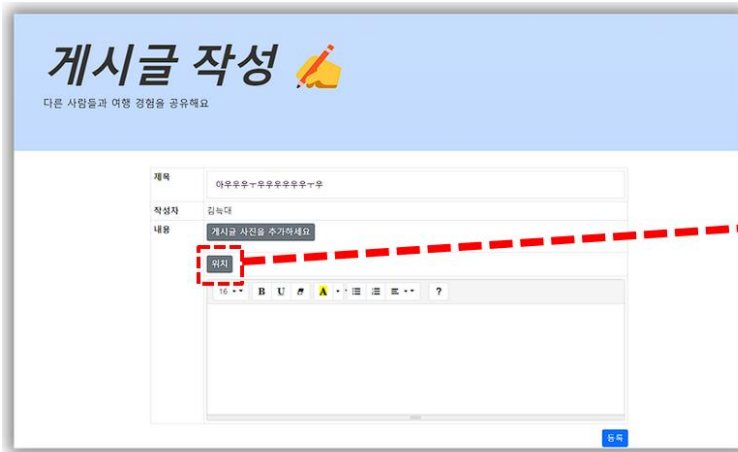 게시글 작성
다른 사람들과 여행 경험을 공유해요
제목
아우우우ㅜ우우우우우우ㅜ우
작성자 김늑대
내용 게시글 사진을 추가하세요
위치
16 B U A ?
등록